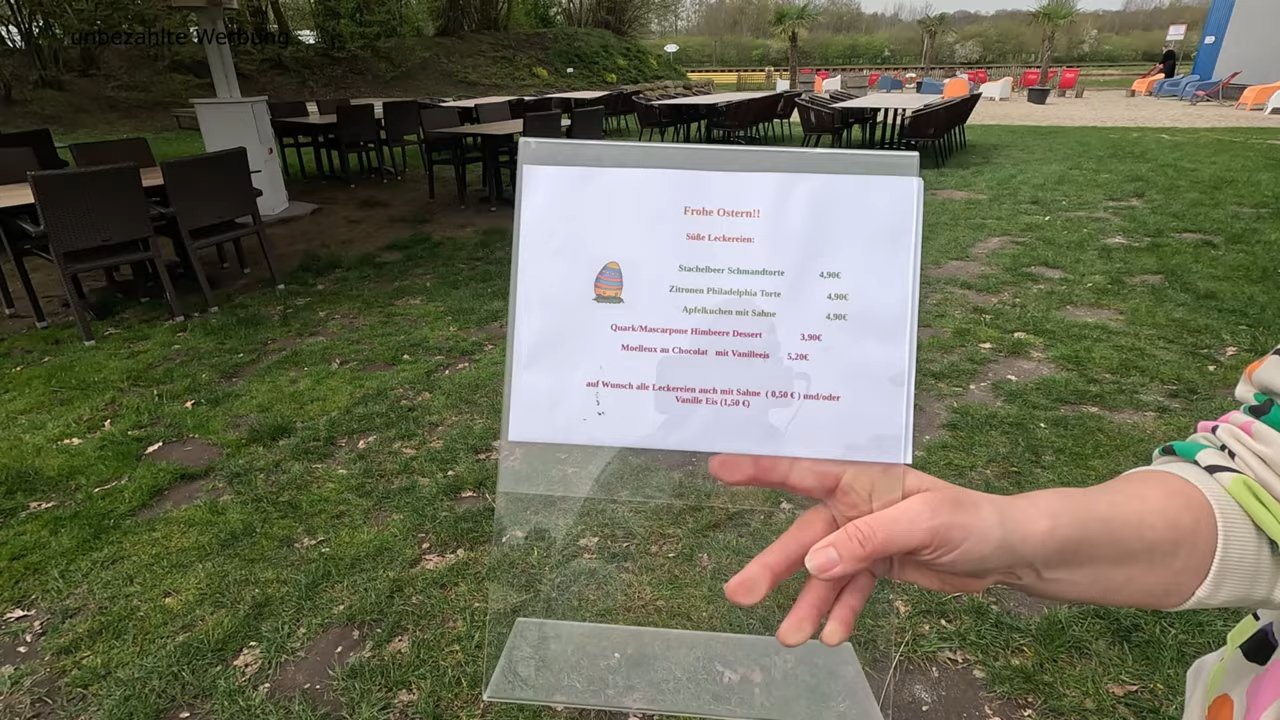 unbezahlte Werbung
Frohe Ostern!!
Süße Leckereien:
Stachelbeer Schmandtorte 4,90€
Zitronen Philadelphia Torte 4,90€
Apfelkuchen mit Sahne 4,90€
Quark/Mascarpone Himbeere Dessert 3,90€
Moelleux au Chocolat mit Vanilleeis 5,20€
auf Wunsch alle Leckereien auch mit Sahne ( 0,50 € ) und/oder
Vanille Eis (1,50 €)